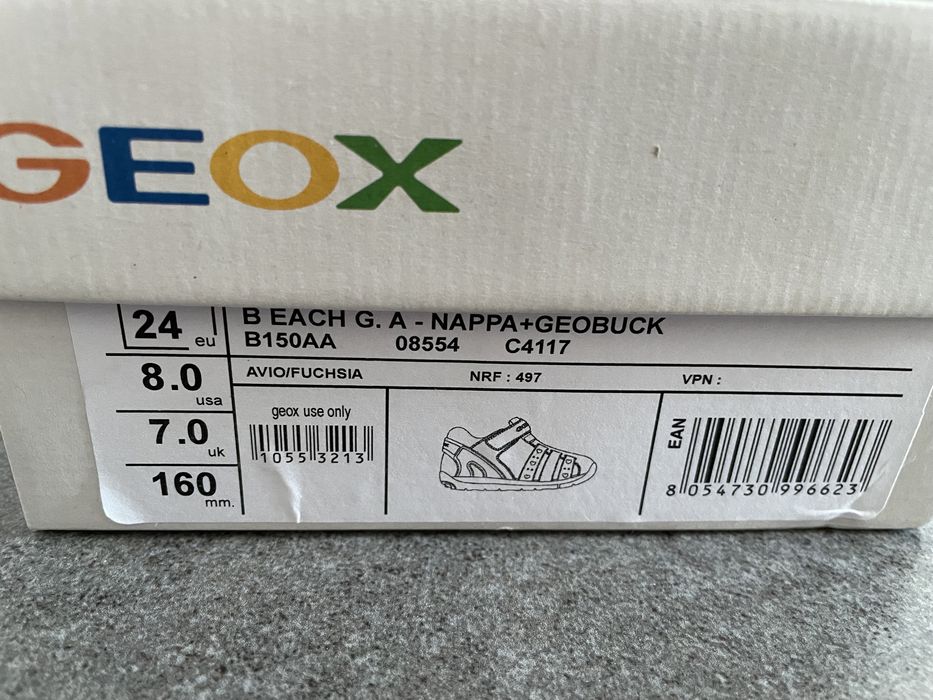 GEOX
24 eu
B EACH G. A - NAPPA+GEOBUCK
B150AA 08554 C4117
8.0 usa
AVIO/FUCHSIA NRF : 497 VPN :
7.0 uk
geox use only
1055 3213
160 mm.
EAN
8 054730 996623